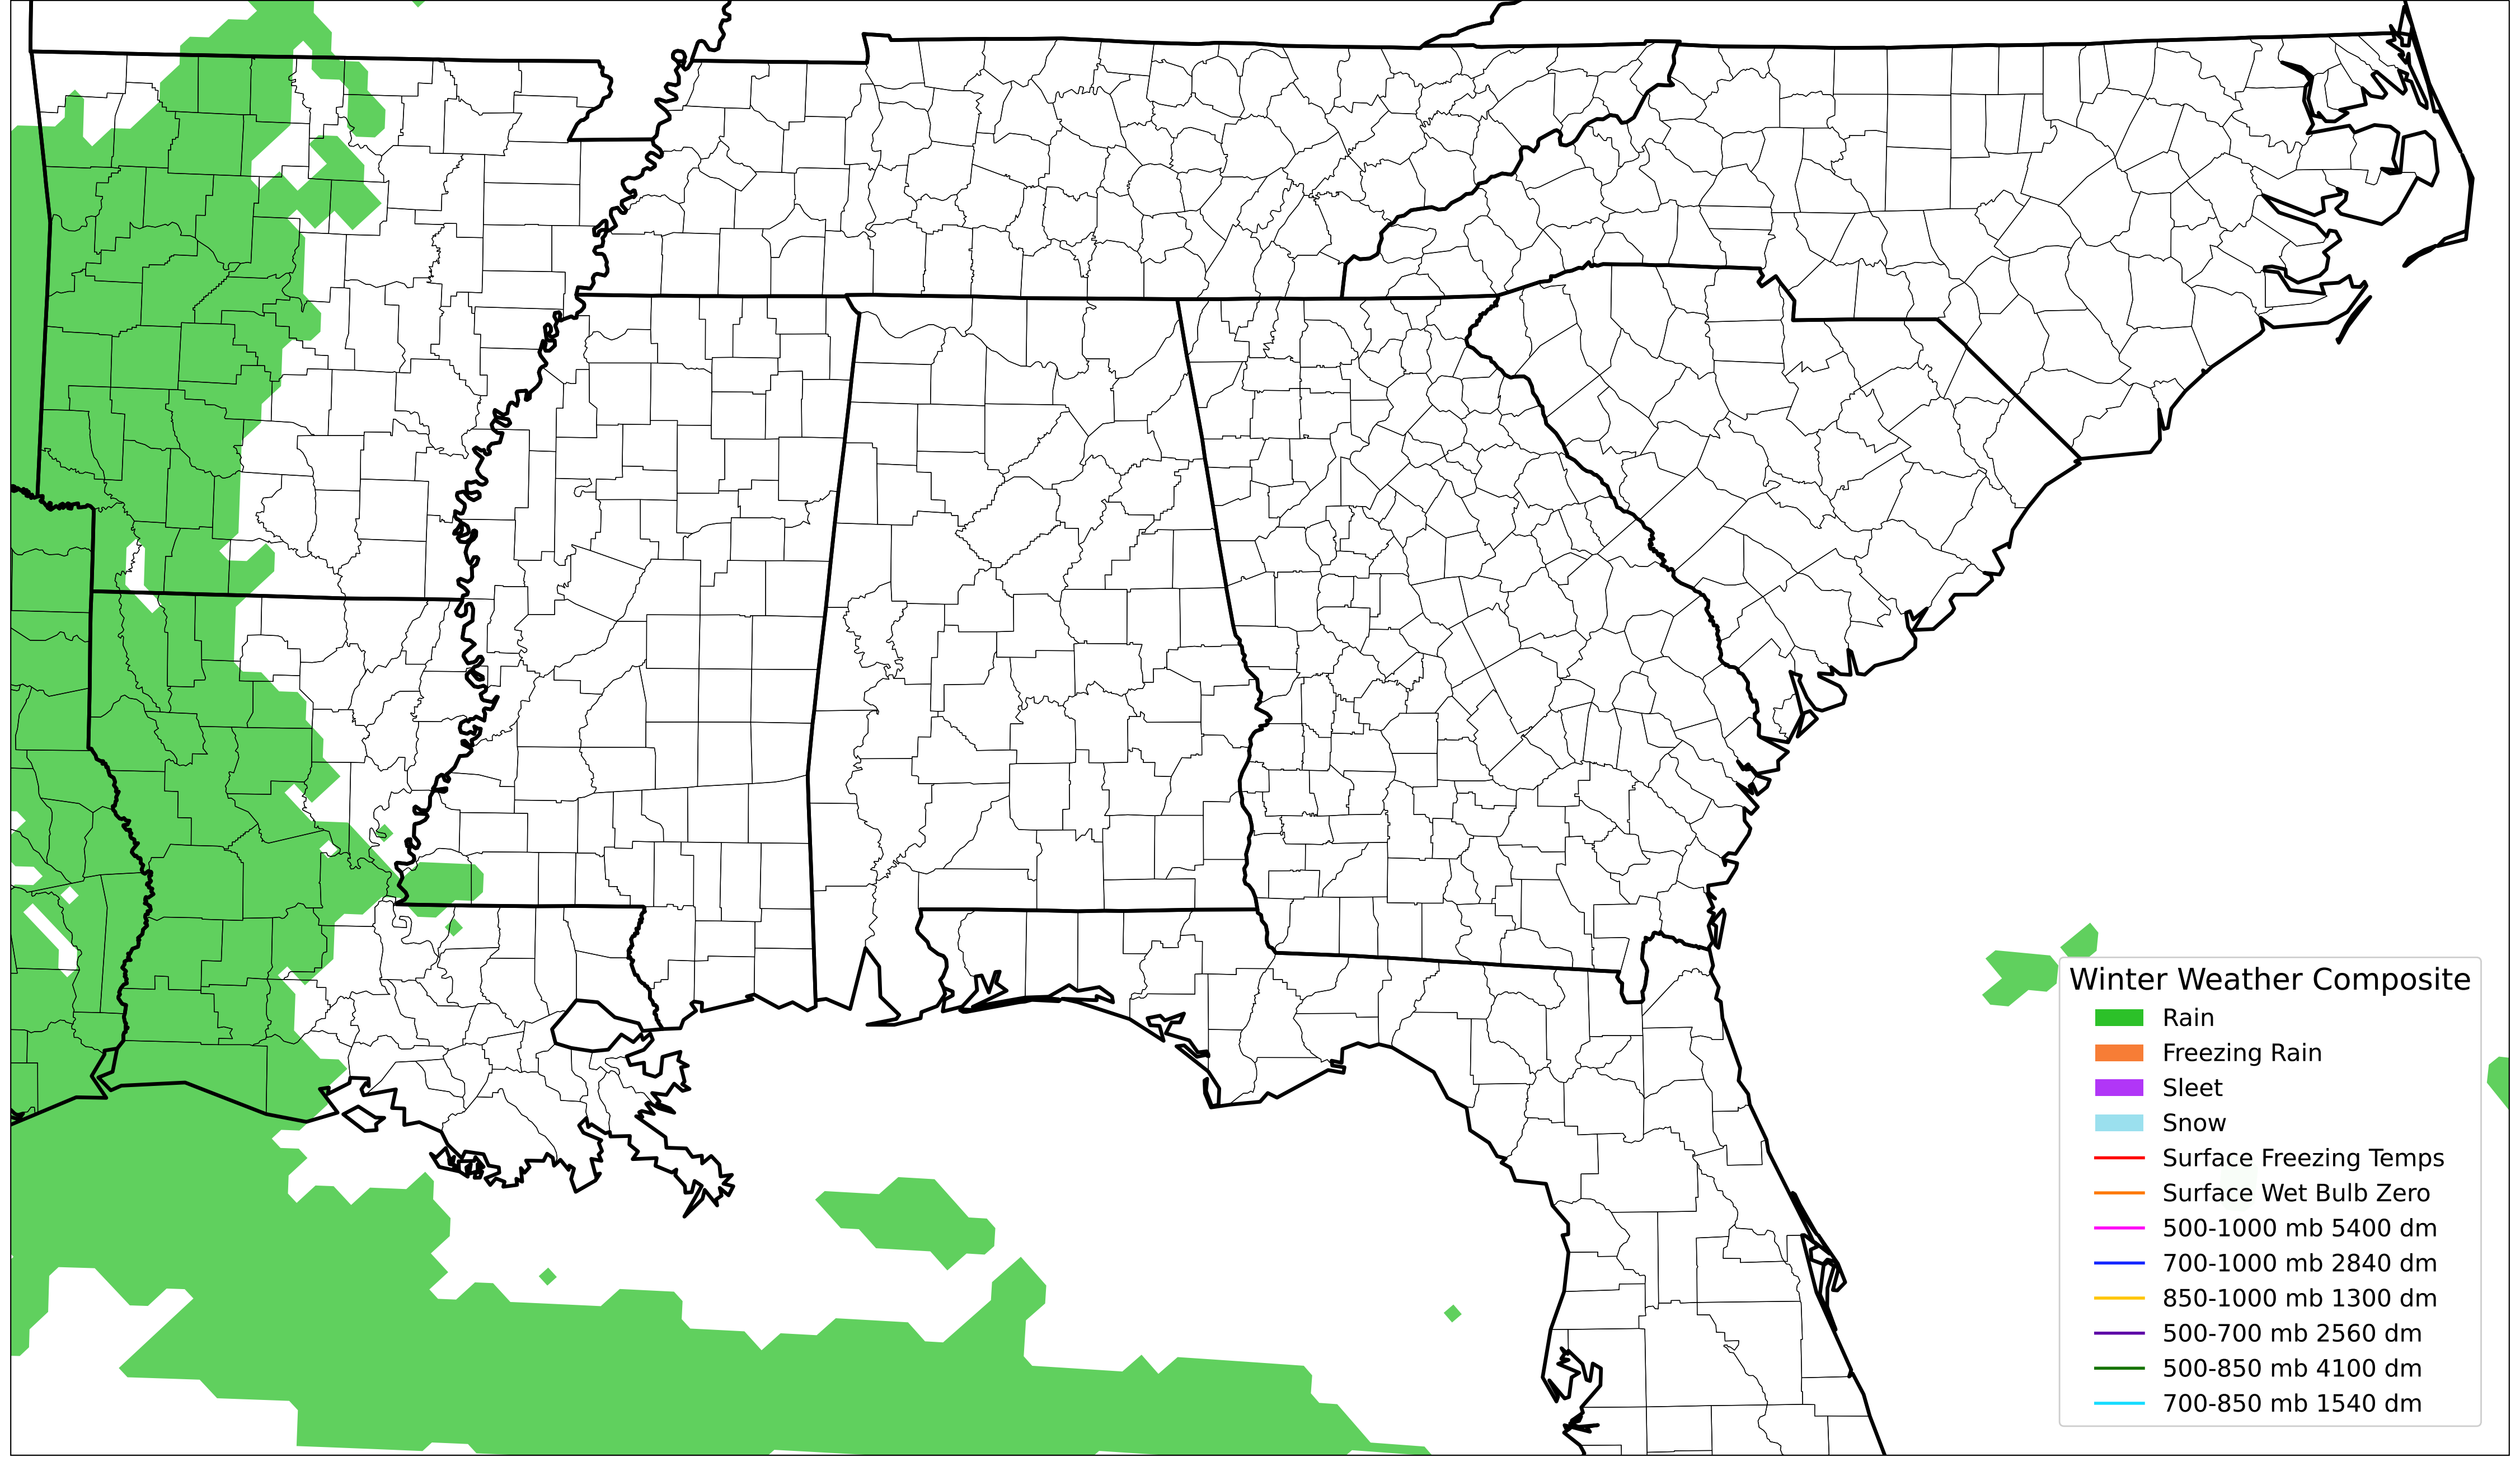 Winter Weather Composite
Rain
Freezing Rain
Sleet
Snow
Surface Freezing Temps
Surface Wet Bulb Zero
500-1000 mb 5400 dm
700-1000 mb 2840 dm
850-1000 mb 1300 dm
500-700 mb 2560 dm
500-850 mb 4100 dm
700-850 mb 1540 dm